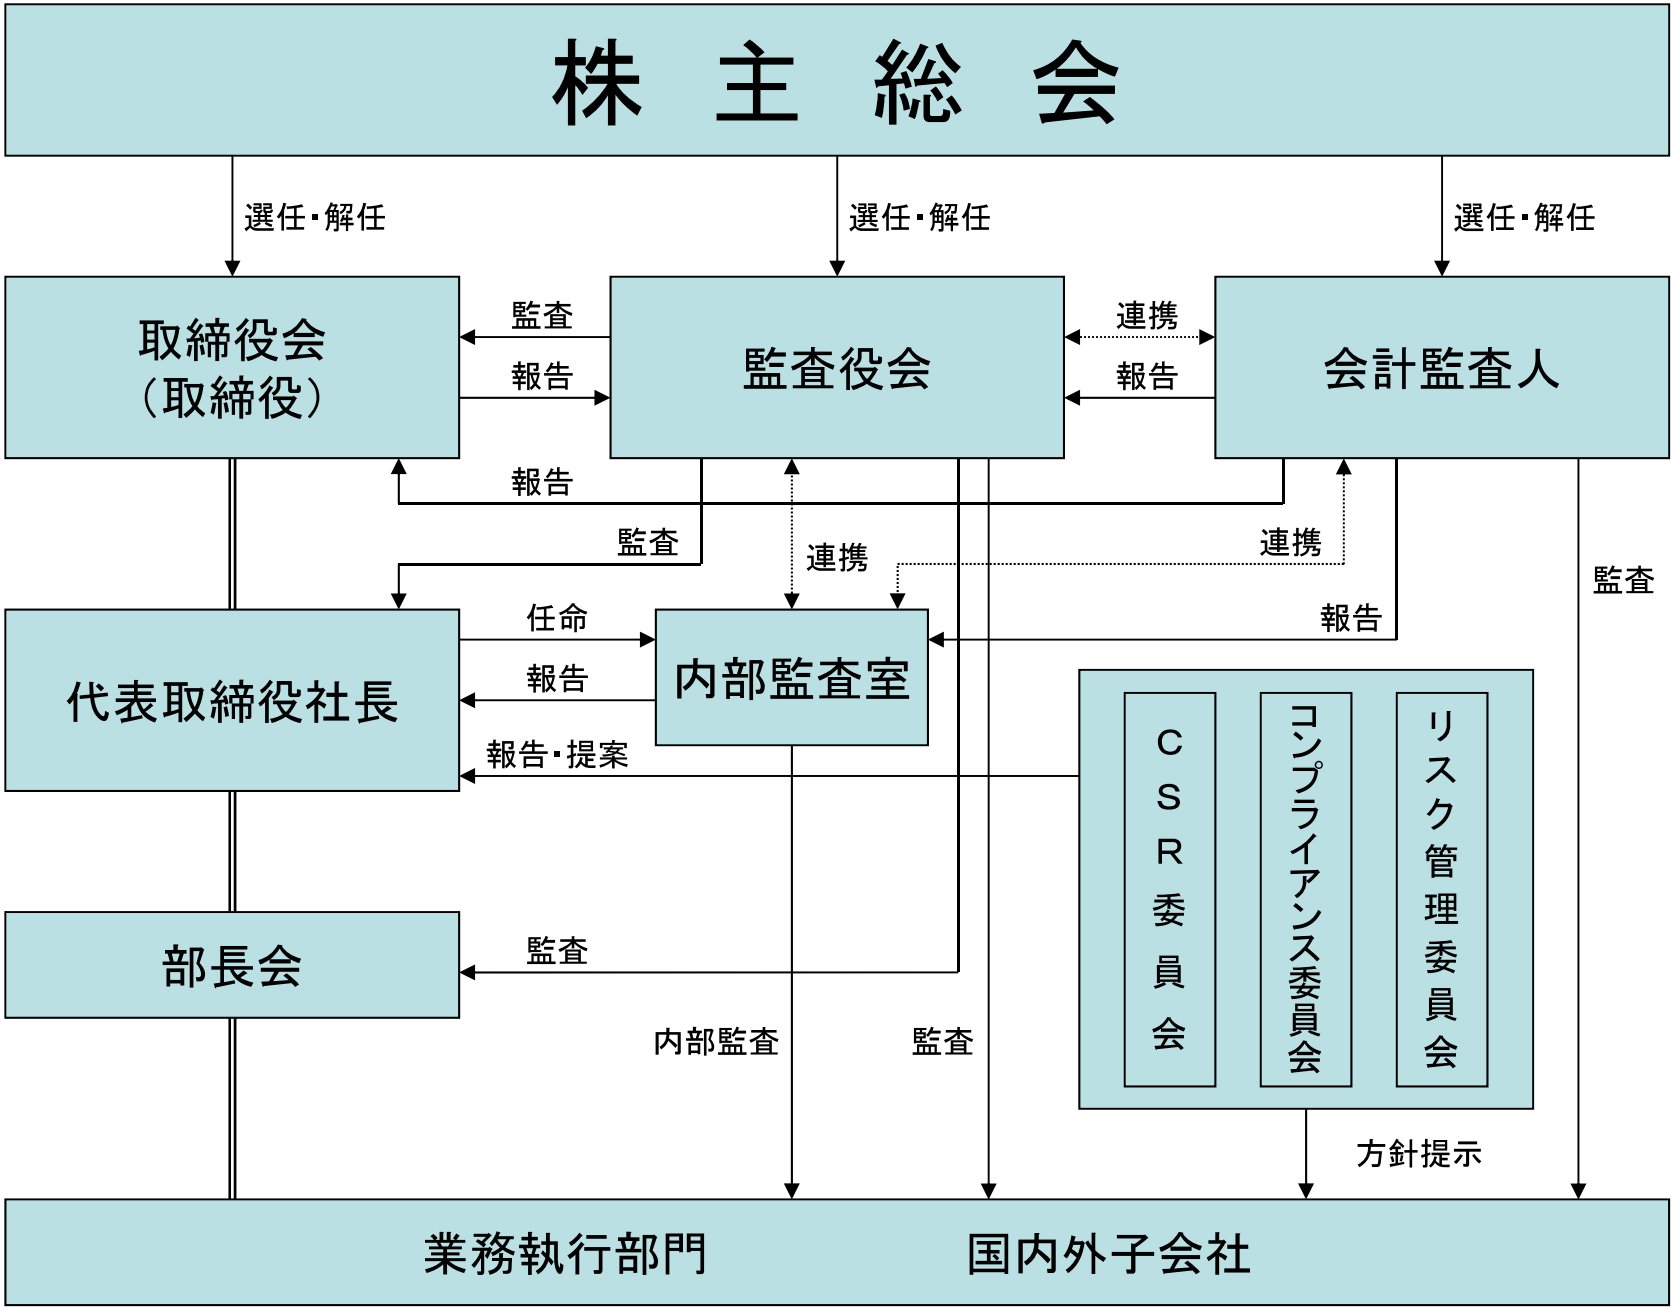 株主総会
選任・解任
選任・解任
選任・解任
取締役会
（取締役）
監査
報告
監査役会
連携
報告
会計監査人
報告
監査
連携
連携
監査
代表取締役社長
任命
報告
内部監査室
報告
報告・提案
CSR委員会
コンプライアンス委員会
リスク管理委員会
部長会
監査
内部監査
監査
方針提示
業務執行部門
国内外子会社